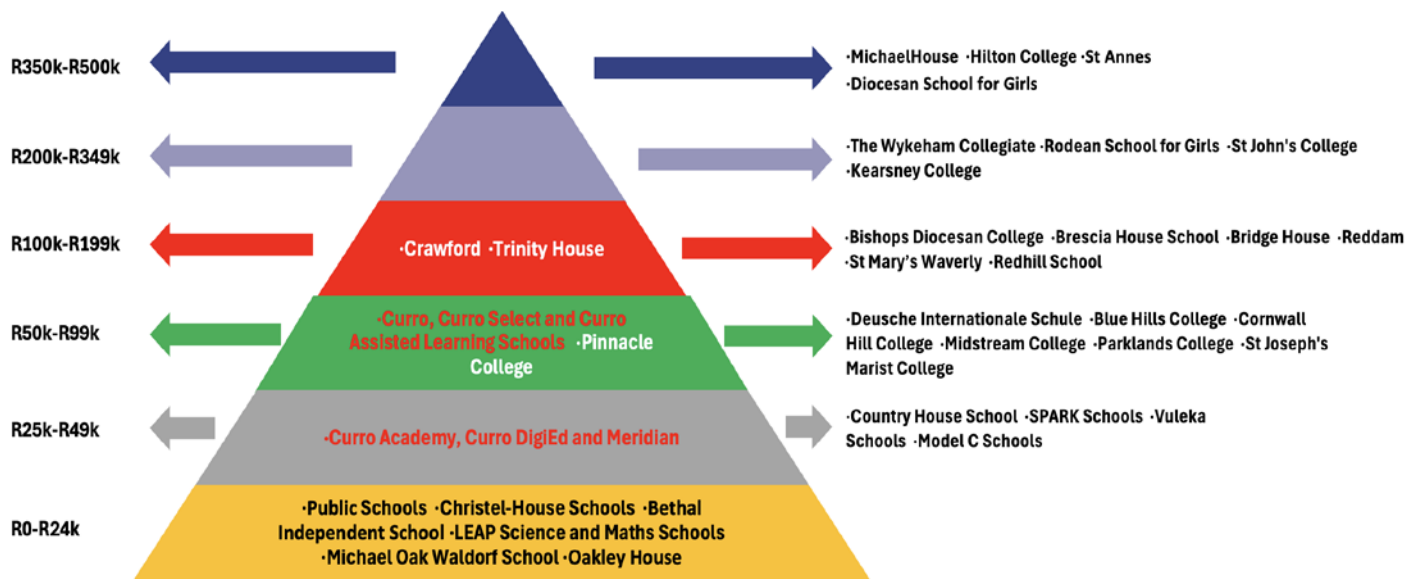 R350k-R500k
·MichaelHouse ·Hilton College ·St Annes
·Diocesan School for Girls
R200k-R349k
·The Wykeham Collegiate ·Rodean School for Girls ·St John's College
·Kearsney College
R100k-R199k
·Crawford ·Trinity House
·Bishops Diocesan College ·Brescia House School ·Bridge House ·Reddam
·St Mary’s Waverly ·Redhill School
R50k-R99k
·Curro, Curro Select and Curro
Assisted Learning Schools ·Pinnacle
College
·Deusche Internationale Schule ·Blue Hills College ·Cornwall
Hill College ·Midstream College ·Parklands College ·St Joseph's
Marist College
R25k-R49k
·Curro Academy, Curro DigiEd and Meridian
·Country House School ·SPARK Schools ·Vuleka
Schools ·Model C Schools
R0-R24k
·Public Schools ·Christel-House Schools ·Bethal
Independent School ·LEAP Science and Maths Schools
·Michael Oak Waldorf School ·Oakley House